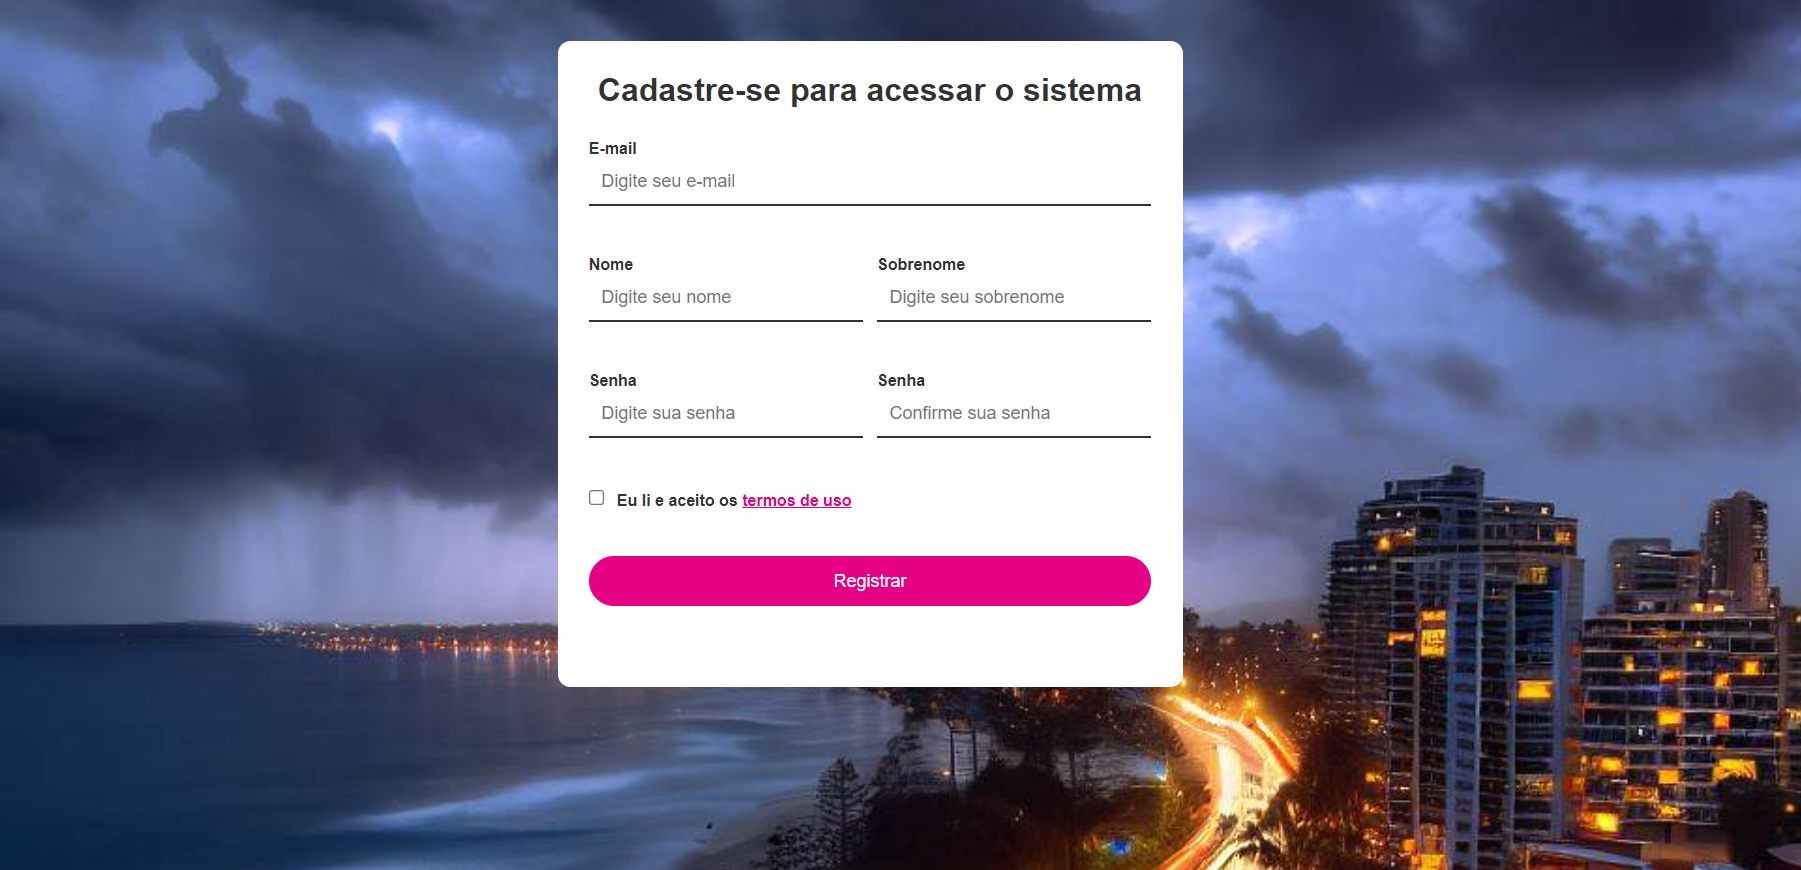 Cadastre-se para acessar o sistema
E-mail
Digite seu e-mail
Nome Sobrenome
Digite seu nome Digite seu sobrenome
Senha Senha
Digite sua senha Confirme sua senha
Eu li e aceito os termos de uso
Registrar